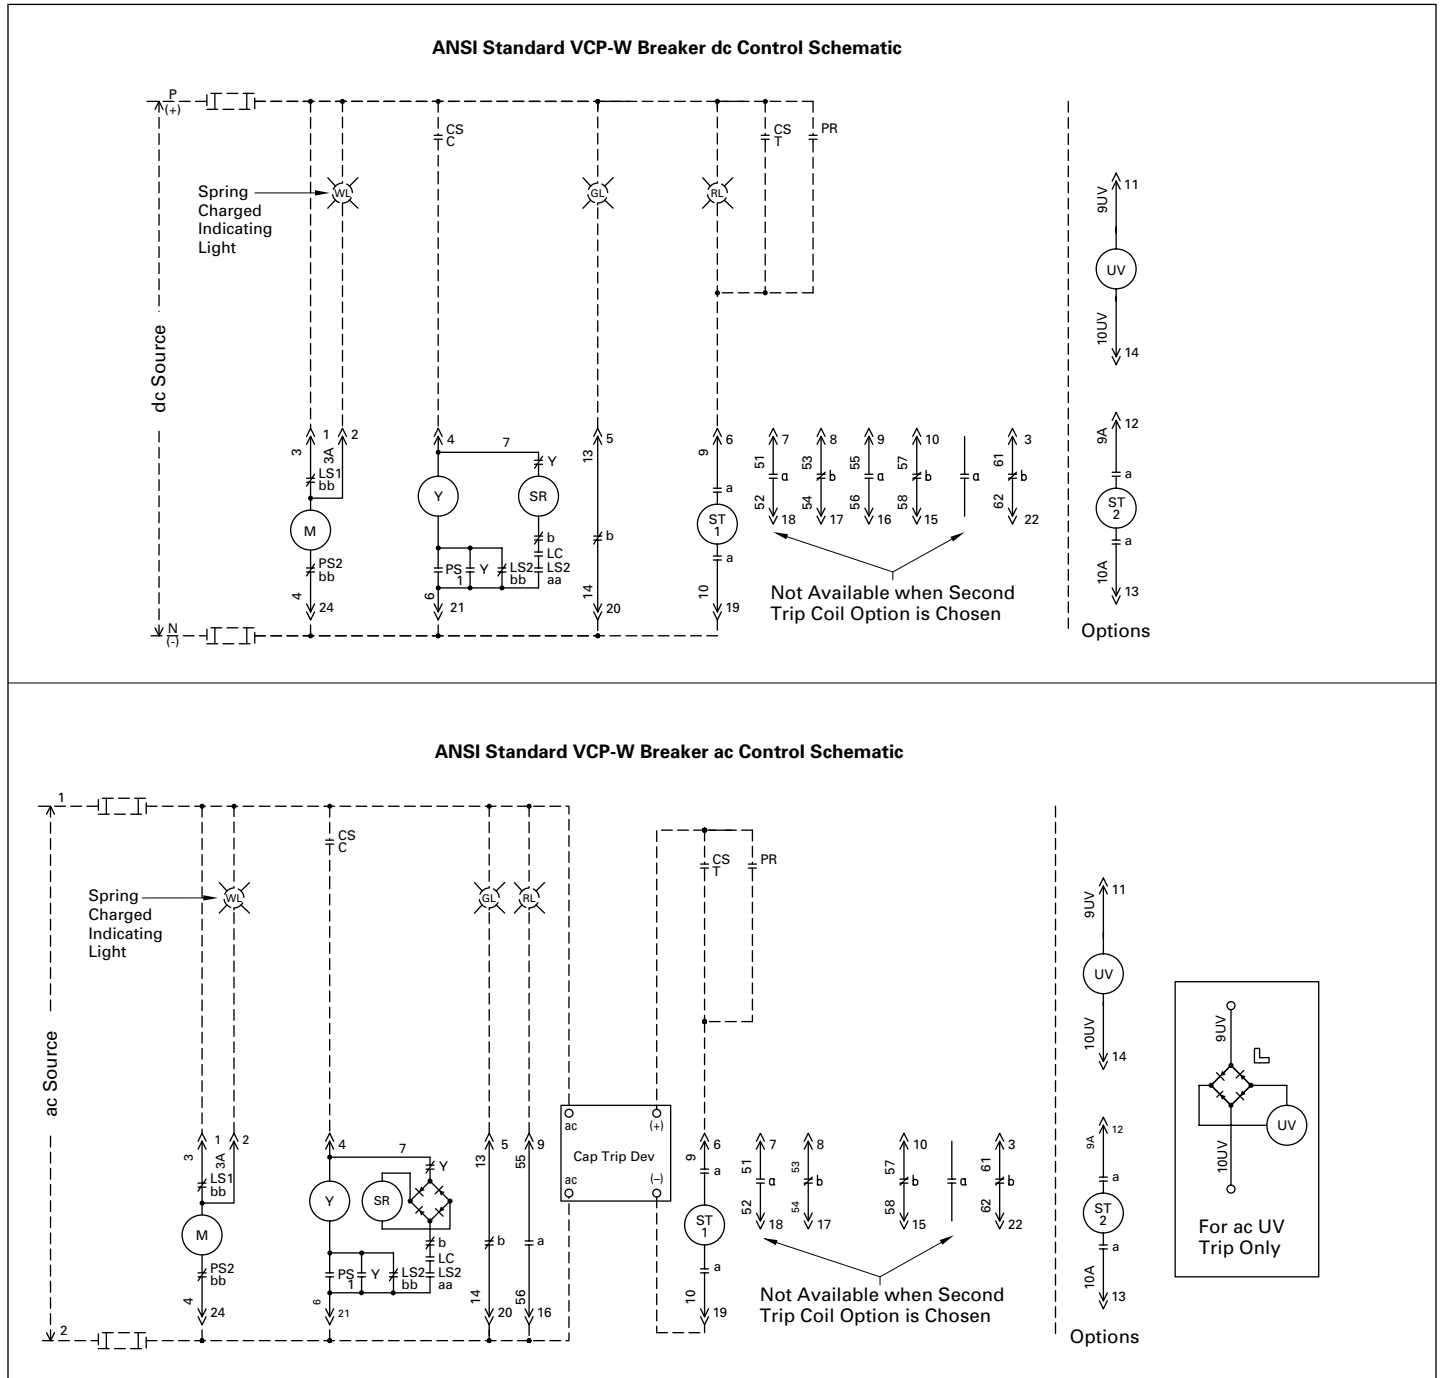 ANSI Standard VCP-W Breaker dc Control Schematic
P
(+)
CS
C
CS
T
PR
Spring
Charged
Indicating
Light
WL
GL
RL
11
9UV
UV
10UV
14
dc Source
1
2
3
3A
LS1
bb
M
PS2
bb
4
24
4
7
Y
Y
SR
b
LC
LS2
aa
PS
1
Y
LS2
bb
6
21
5
13
b
14
20
6
9
a
ST
1
a
10
19
7
51
a
52
18
8
53
b
54
17
9
55
a
56
16
10
57
b
58
15
a
3
61
b
62
22
12
9A
a
ST
2
a
10A
13
Not Available when Second
Trip Coil Option is Chosen
Options
N
(-)
ANSI Standard VCP-W Breaker ac Control Schematic
1
CS
C
CS
T
PR
Spring
Charged
Indicating
Light
WL
GL
RL
11
9UV
UV
10UV
14
ac Source
1
2
3
3A
LS1
bb
M
PS2
bb
4
24
4
7
Y
Y
SR
b
LC
LS2
aa
PS
1
Y
LS2
bb
6
21
5
13
b
14
20
9
55
a
56
16
ac
(+)
Cap Trip Dev
ac
(–)
6
9
a
ST
1
a
10
19
7
51
a
52
18
8
53
b
54
17
10
57
b
58
15
a
3
61
b
62
22
12
9A
a
ST
2
a
10A
13
9UV
UV
10UV
For ac UV
Trip Only
Not Available when Second
Trip Coil Option is Chosen
Options
2